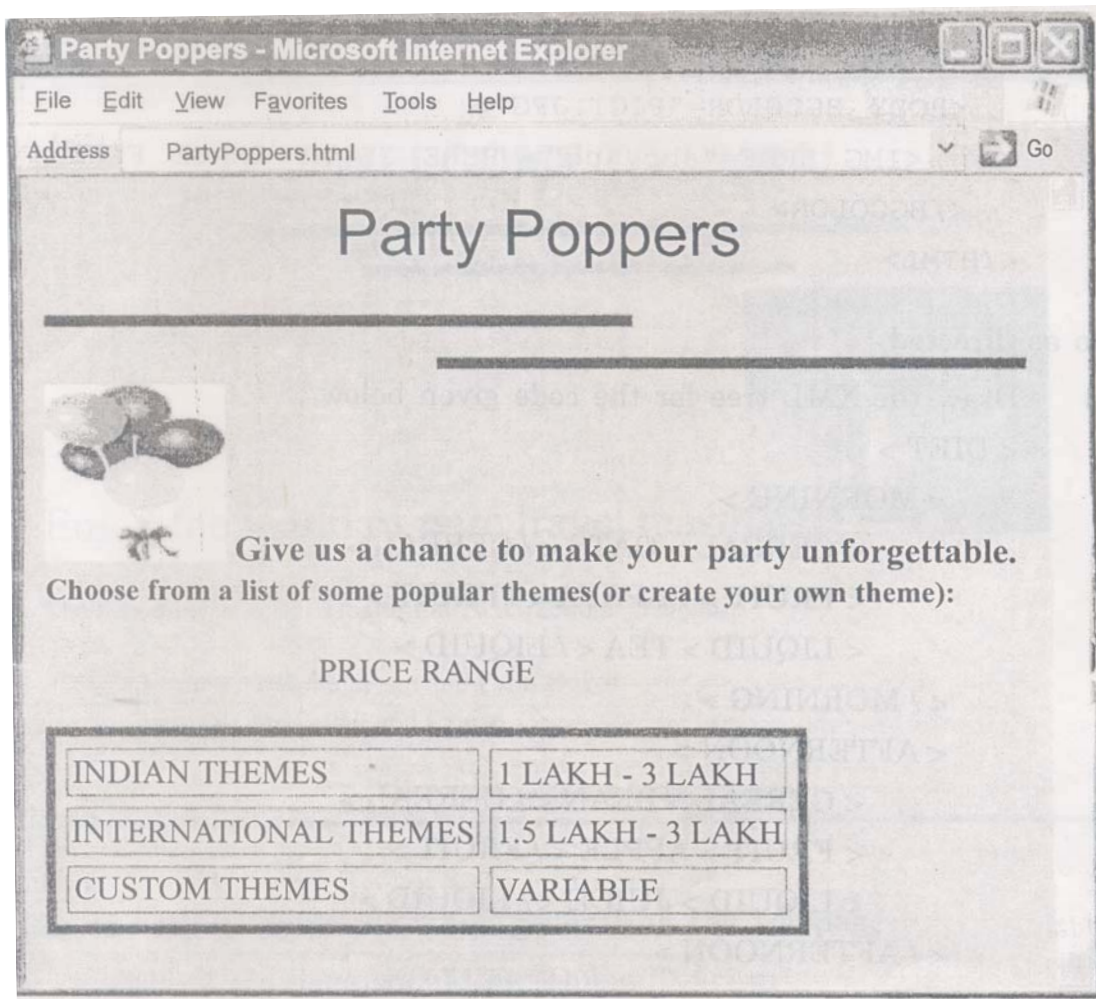 Party Poppers - Microsoft Internet Explorer
File Edit View Favorites Tools Help
Address PartyPoppers.html Go
Party Poppers
Give us a chance to make your party unforgettable.
Choose from a list of some popular themes(or create your own theme):
PRICE RANGE
INDIAN THEMES 1 LAKH - 3 LAKH
INTERNATIONAL THEMES 1.5 LAKH - 3 LAKH
CUSTOM THEMES VARIABLE